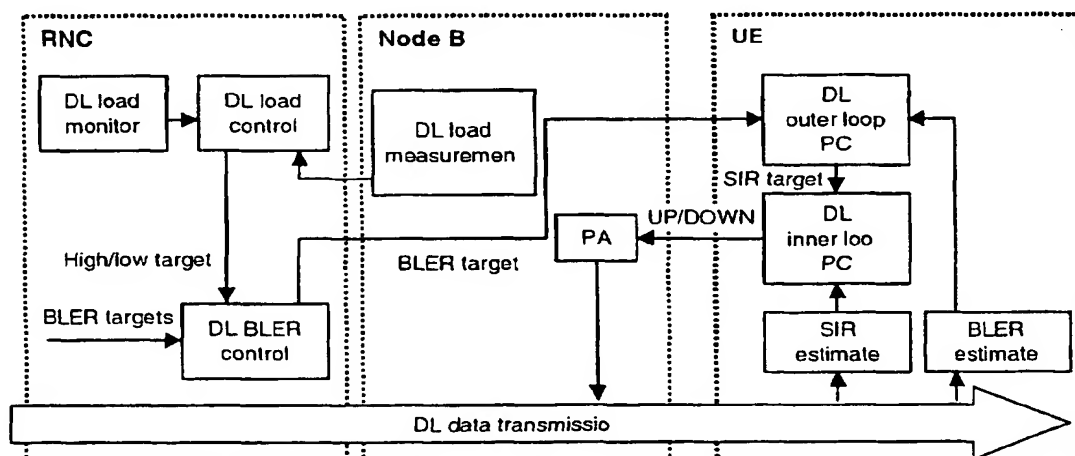 RNC
Node B
UE
DL load
monitor
DL load
control
DL load
measuremen
DL
outer loop
PC
SIR target
UP/DOWN
DL
inner loo
PC
PA
High/low target
BLER target
BLER targets
DL BLER
control
SIR
estimate
BLER
estimate
DL data transmissio